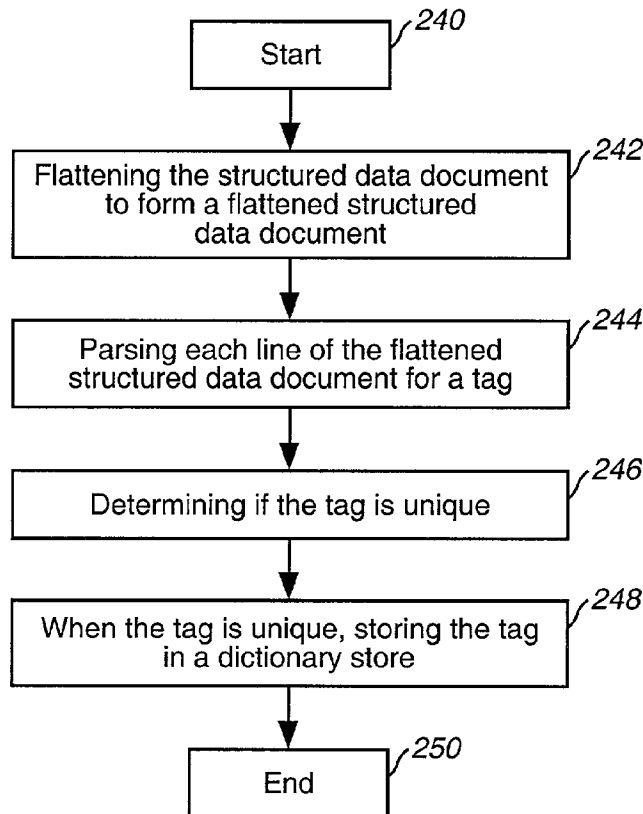 240
Start
242
Flattening the structured data document
to form a flattened structured
data document
244
Parsing each line of the flattened
structured data document for a tag
246
Determining if the tag is unique
248
When the tag is unique, storing the tag
in a dictionary store
250
End